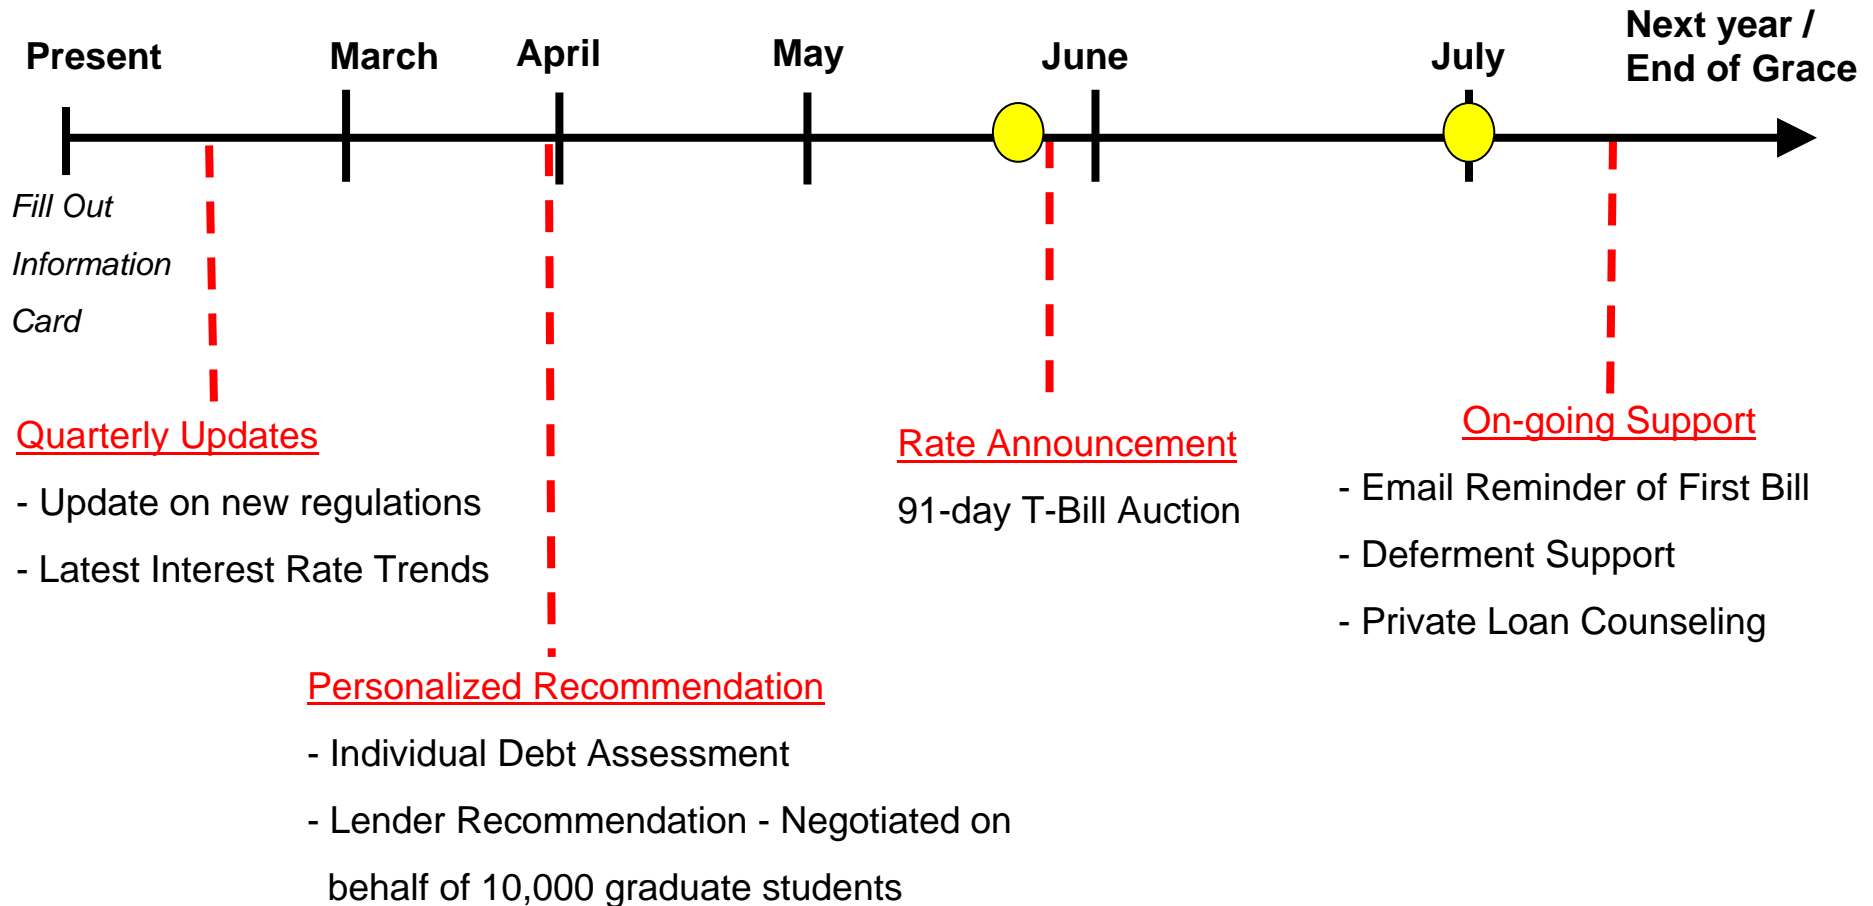 Present
March
April
May
June
July
Next year /
End of Grace
Fill Out
Information
Card
Quarterly Updates
- Update on new regulations
- Latest Interest Rate Trends
Personalized Recommendation
- Individual Debt Assessment
- Lender Recommendation - Negotiated on
behalf of 10,000 graduate students
Rate Announcement
91-day T-Bill Auction
On-going Support
- Email Reminder of First Bill
- Deferment Support
- Private Loan Counseling